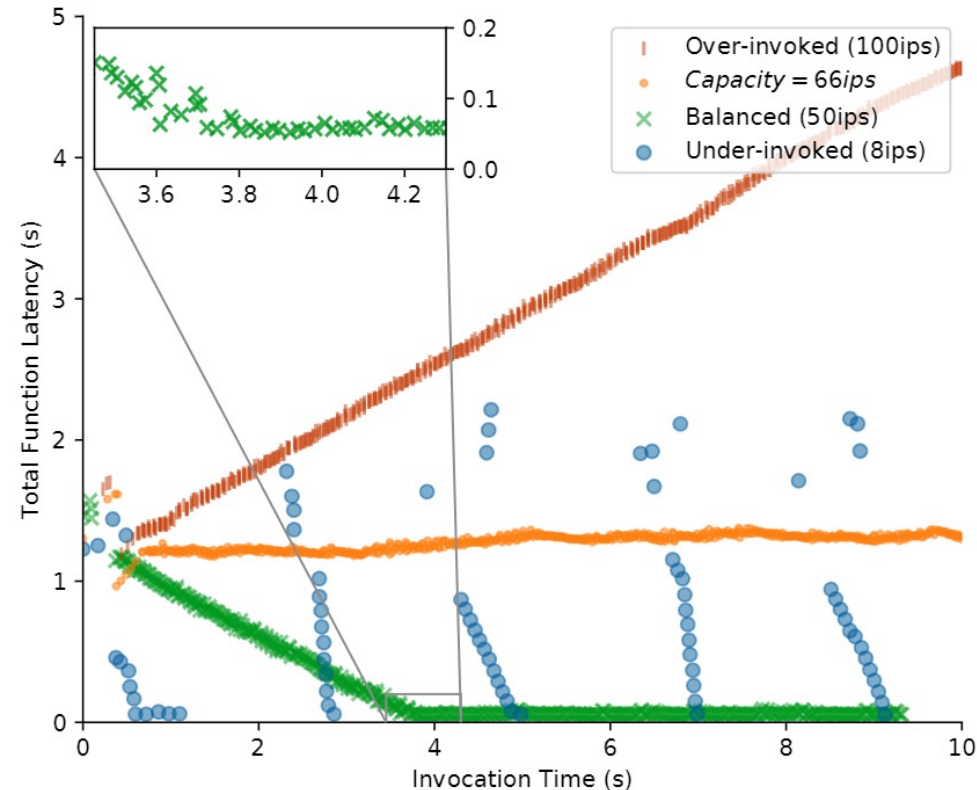 5
4
3
2
1
0
Total Function Latency (s)
0.2
0.1
0.0
3.6 3.8 4.0 4.2
Over-invoked (100ips)
Capacity = 66ips
Balanced (50ips)
Under-invoked (8ips)
0 2 4 6 8 10
Invocation Time (s)